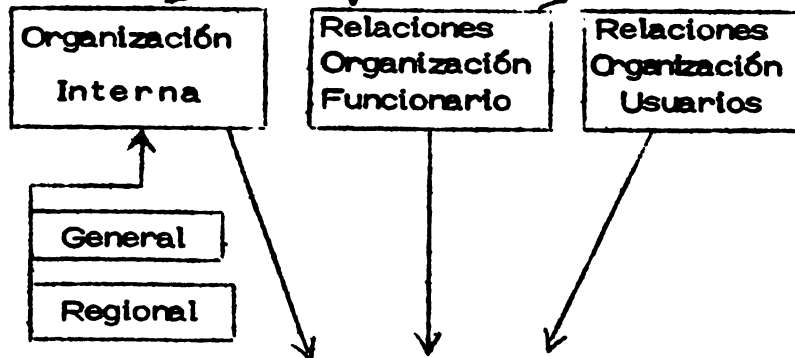 Organización
Interna
Relaciones
Organización
Funcionario
Relaciones
Organización
Usuarios
General
Regional